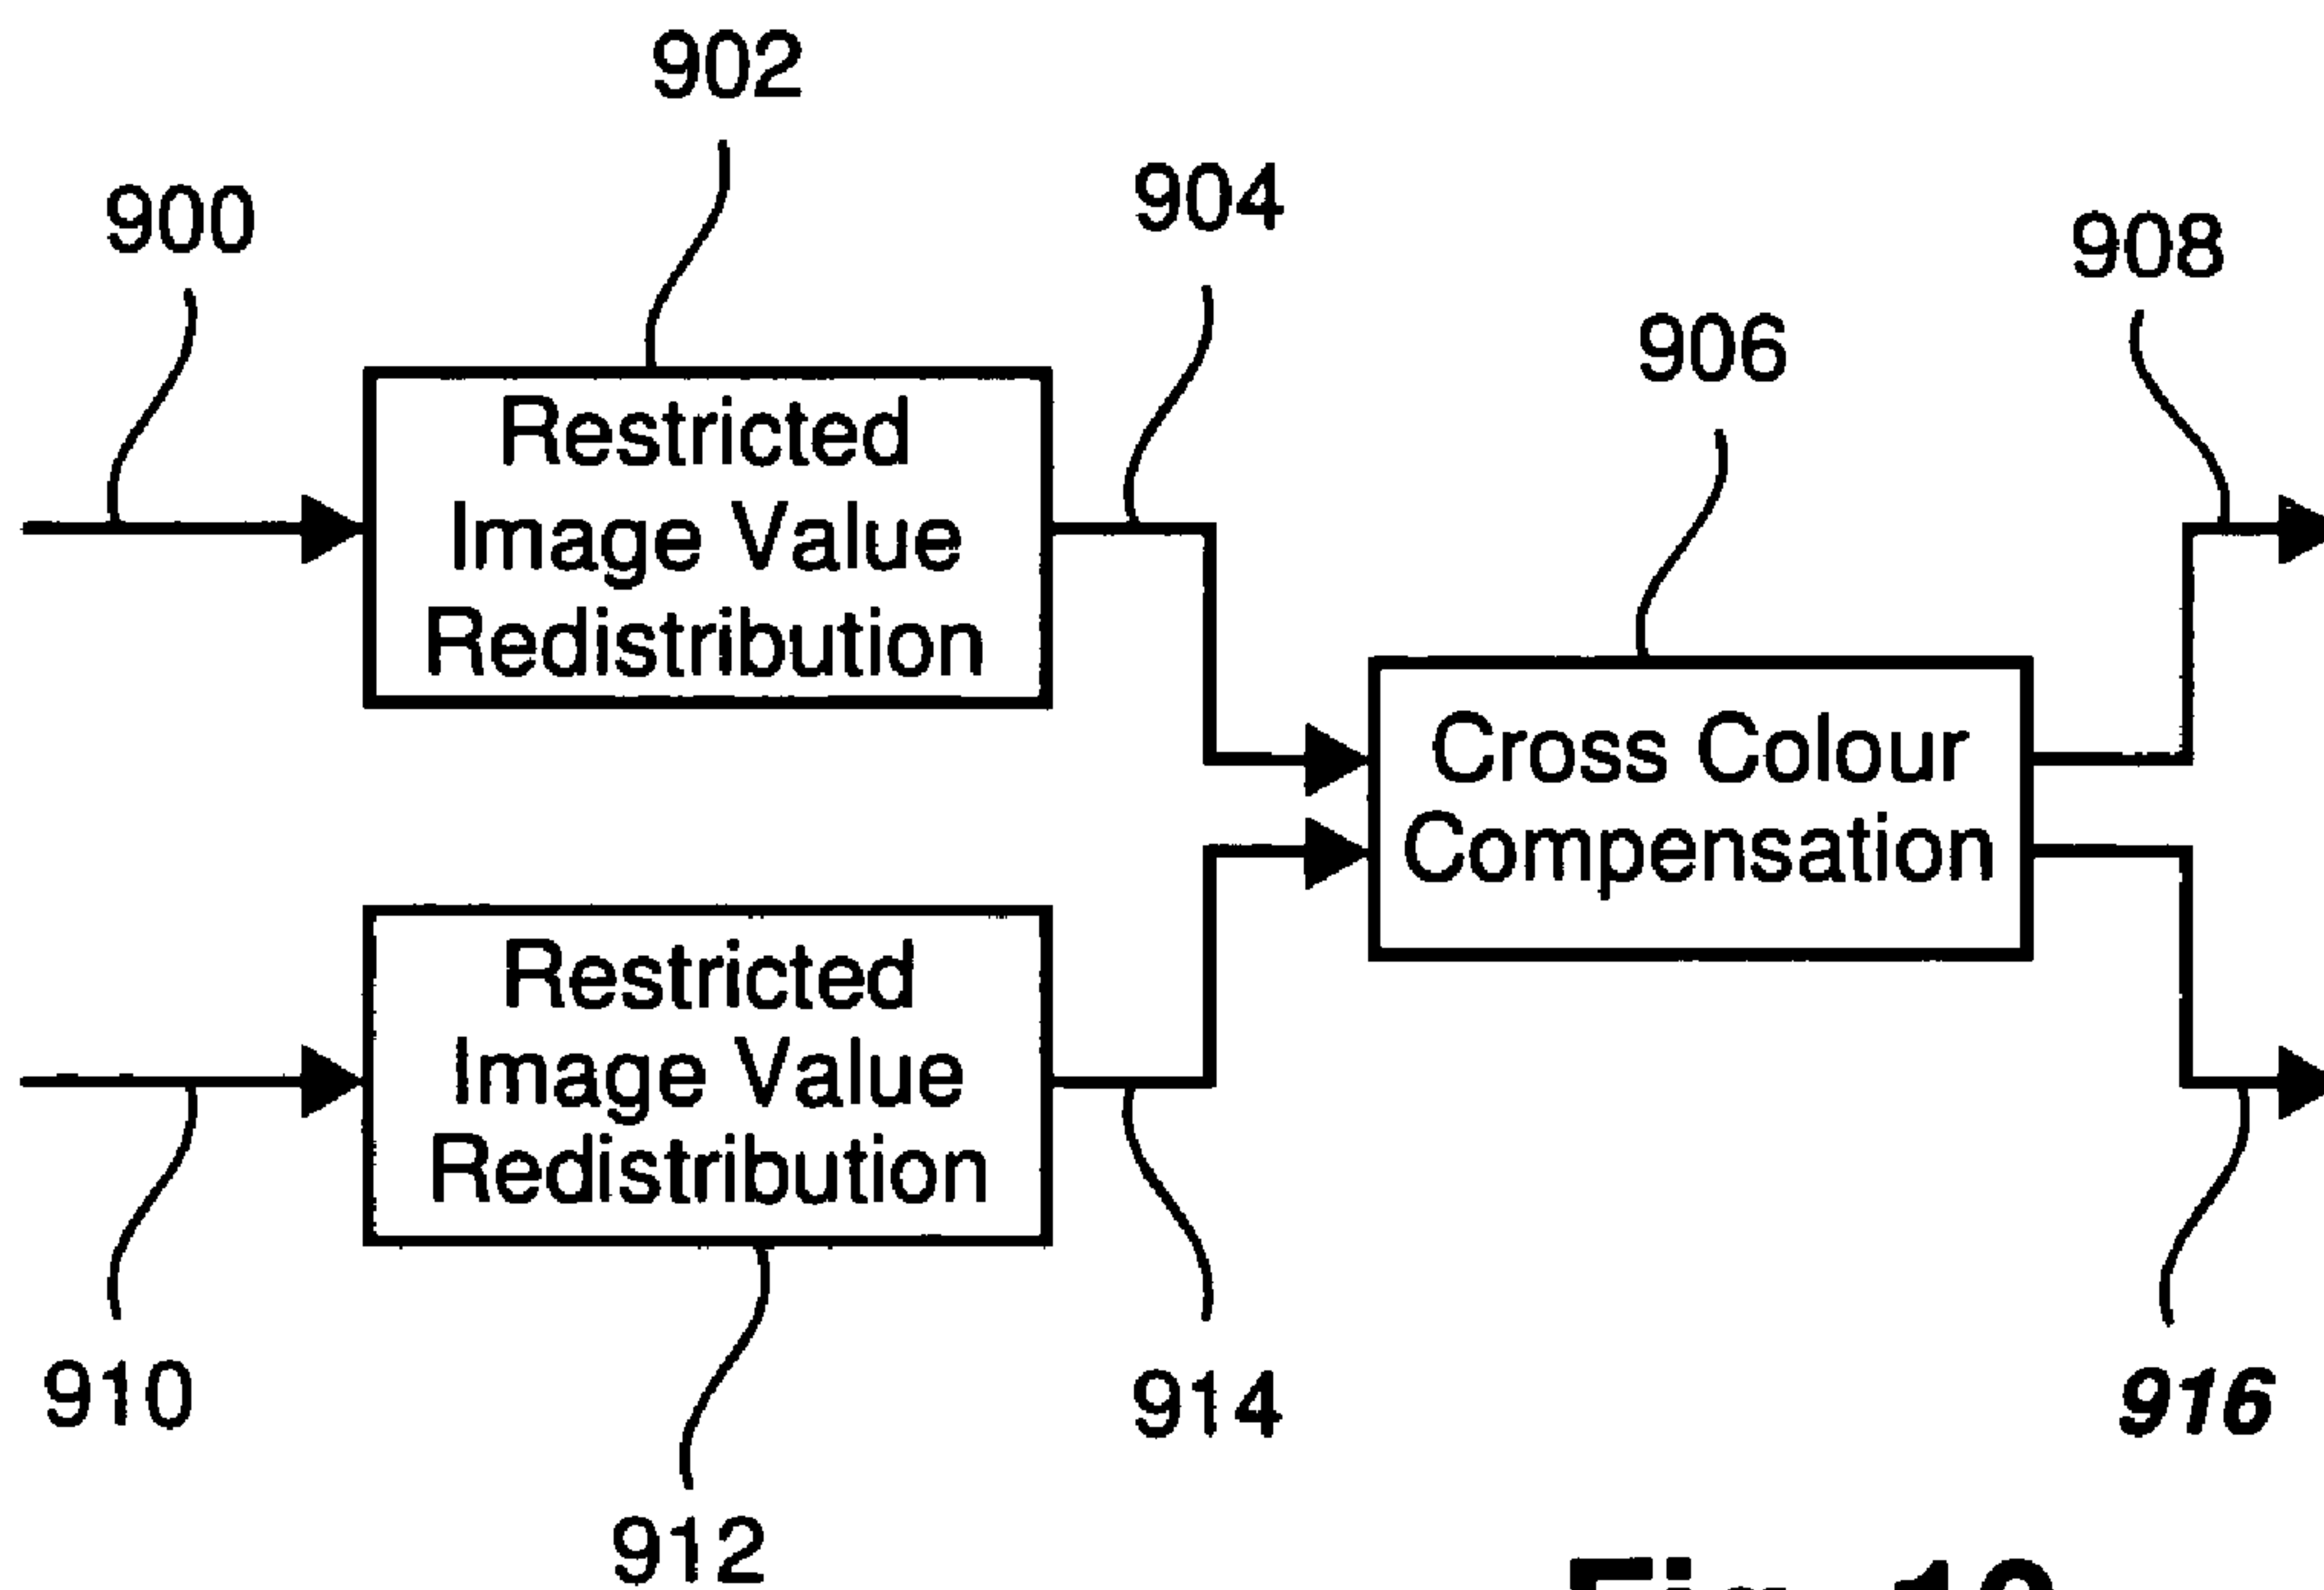 902
904
900
908
906
Restricted
Image Value
Redistribution
Cross Colour
Compensation
Restricted
Image Value
Redistribution
910
914
916
912